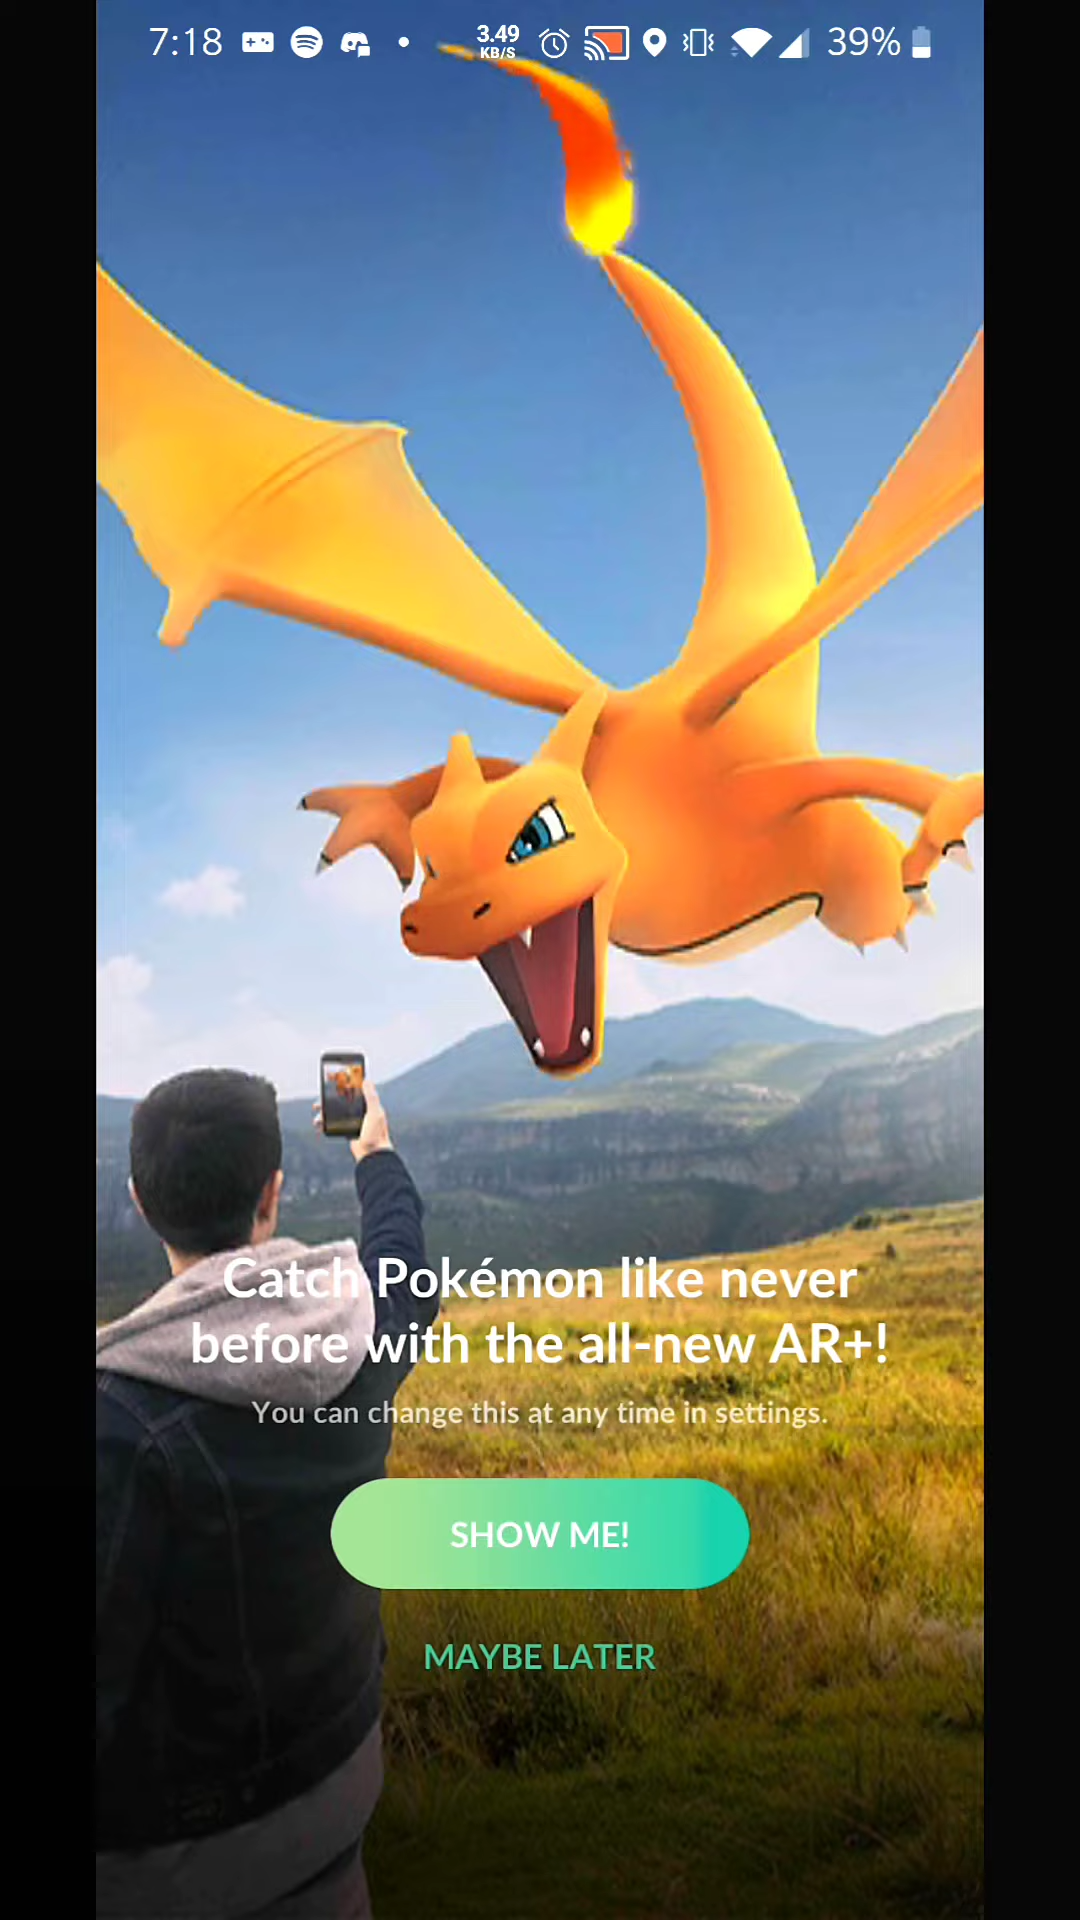 7:18 3.49 39%
KB/S
Catch Pokémon like never
before with the all-new AR+!
You can change this at any time in settings.
SHOW ME!
MAYBE LATER